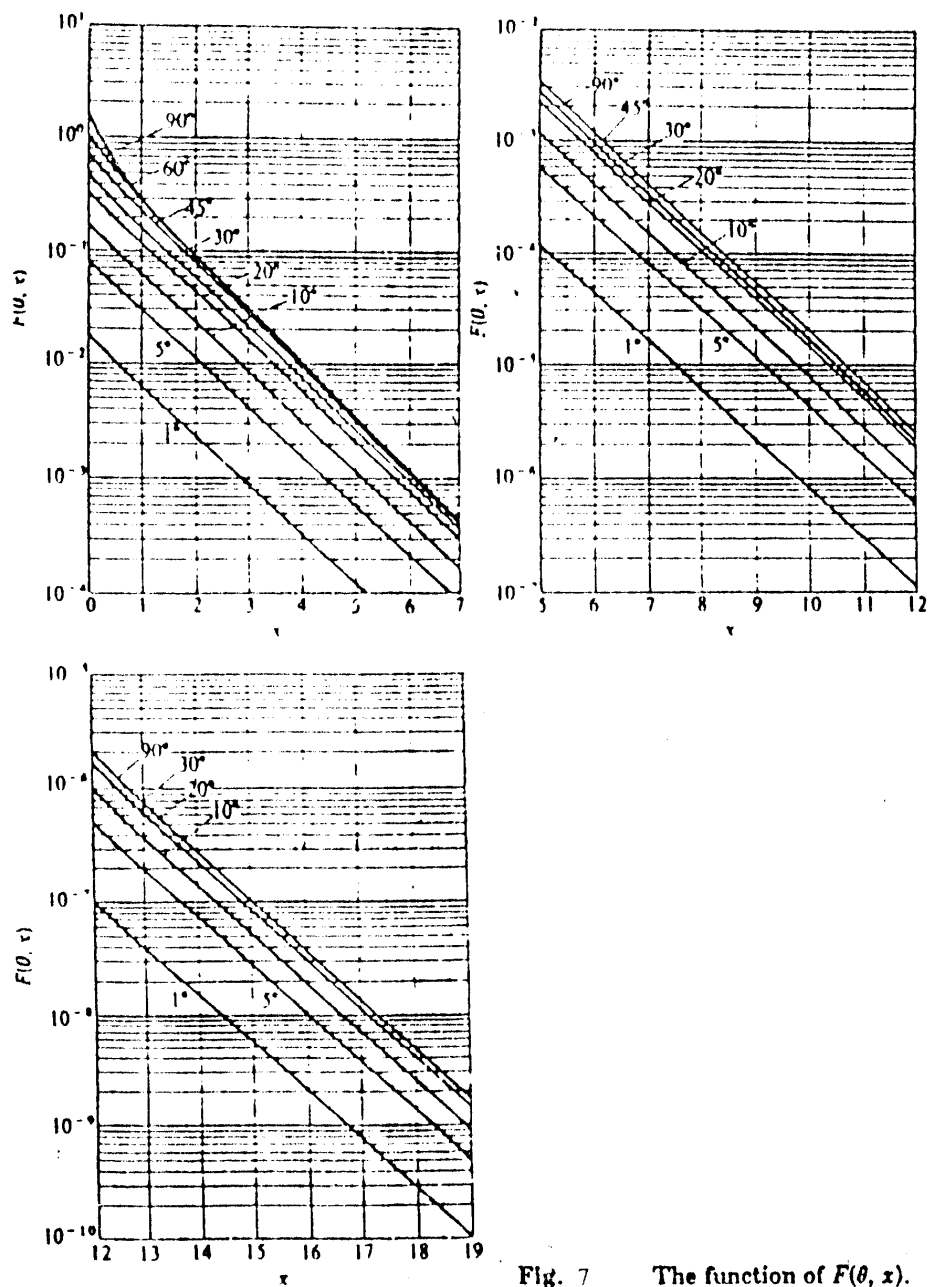 10¹
10⁰
10⁻²
10⁻⁴
F(θ, x)
90°
60°
45°
30°
20°
10°
5°
1°
0 1 2 3 4 5 6 7
x
F(θ, x)
90°
45°
30°
20°
10°
5°
1°
5 6 7 8 9 10 11 12
x
F(θ, x)
90°
30°
20°
10°
5°
1°
10⁻⁷
10⁻⁸
10⁻⁹
10⁻¹⁰
12 13 14 15 16 17 18 19
x
Fig. 7 The function of F(θ, x).